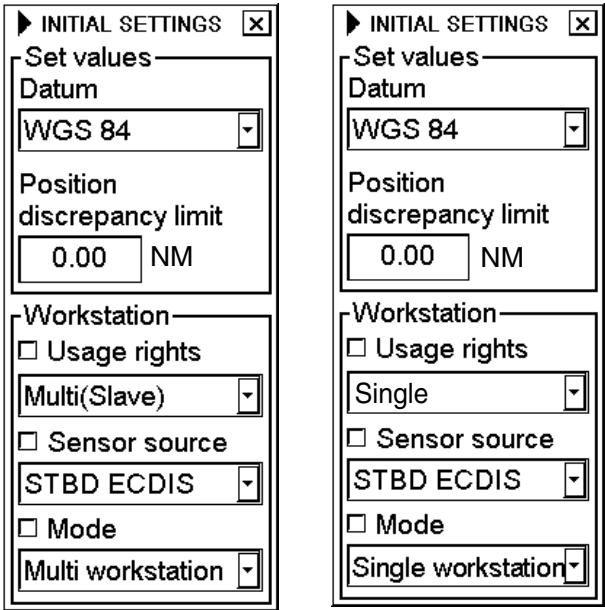 INITIAL SETTINGS
Set values
Datum
WGS 84
Position
discrepancy limit
0.00 NM
Workstation
Usage rights
Multi(Slave)
Sensor source
STBD ECDIS
Mode
Multi workstation
INITIAL SETTINGS
Set values
Datum
WGS 84
Position
discrepancy limit
0.00 NM
Workstation
Usage rights
Single
Sensor source
STBD ECDIS
Mode
Single workstation